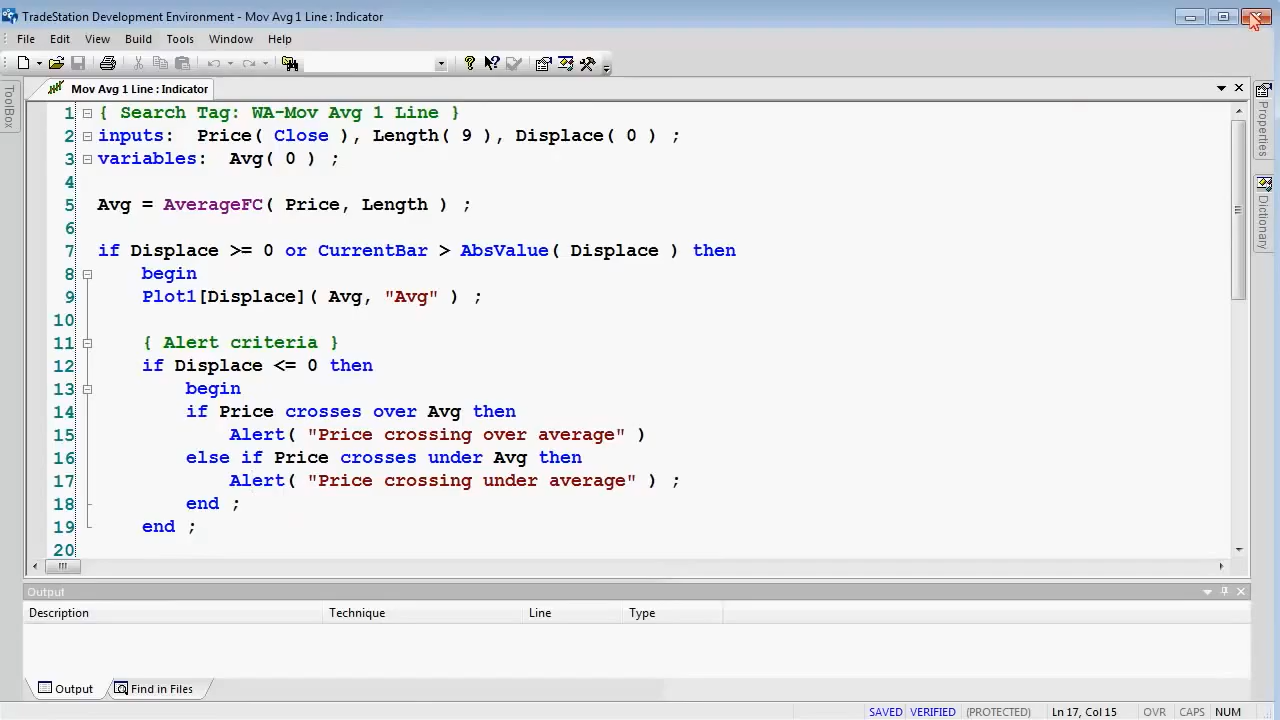 TradeStation Development Environment - Mov Avg 1 Line : Indicator
File Edit View Build Tools Window Help
Mov Avg 1 Line : Indicator
ToolBox
Properties
Dictionary
1 { Search Tag: WA-Mov Avg 1 Line }
2 inputs: Price( Close ), Length( 9 ), Displace( 0 ) ;
3 variables: Avg( 0 ) ;
4
5 Avg = AverageFC( Price, Length ) ;
6
7 if Displace >= 0 or CurrentBar > AbsValue( Displace ) then
8 begin
9 Plot1[Displace]( Avg, "Avg" ) ;
10
11 { Alert criteria }
12 if Displace <= 0 then
13 begin
14 if Price crosses over Avg then
15 Alert( "Price crossing over average" )
16 else if Price crosses under Avg then
17 Alert( "Price crossing under average" ) ;
18 end ;
19 end ;
20
Output
Description Technique Line Type
Output Find in Files
SAVED VERIFIED (PROTECTED) Ln 17, Col 15 OVR CAPS NUM